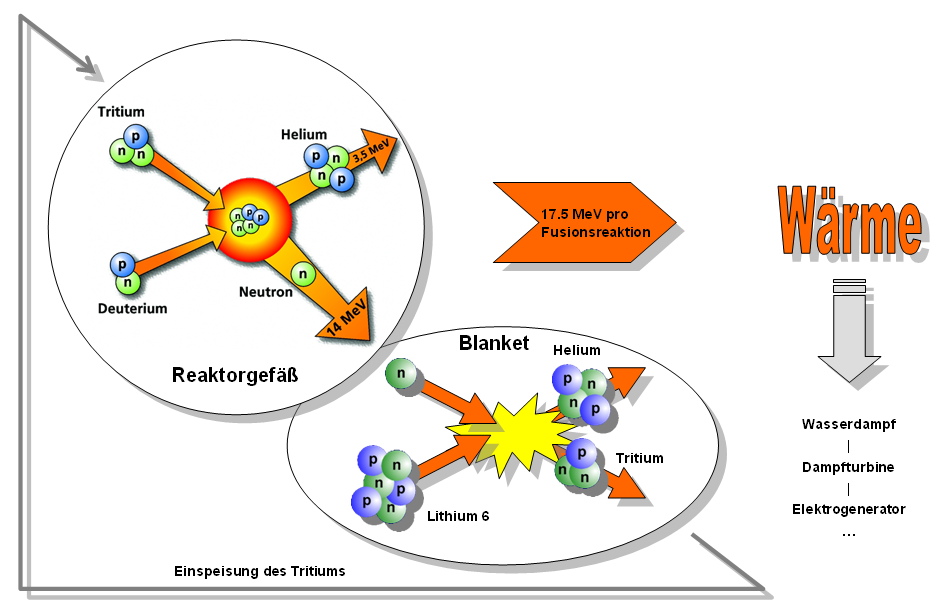 Tritium
p
n
n
Helium
p
n
n
p
3,5 MeV
n
p
p
n
n
p
n
Deuterium
Neutron
n
14 MeV
Reaktorgefäß
17.5 MeV pro
Fusionsreaktion
Wärme
Blanket
n
Helium
p
n
n
p
p
n
n
p
p
n
Lithium 6
p
n
n
Tritium
Wasserdampf
Dampfturbine
Elektrogenerator
...
Einspeisung des Tritiums